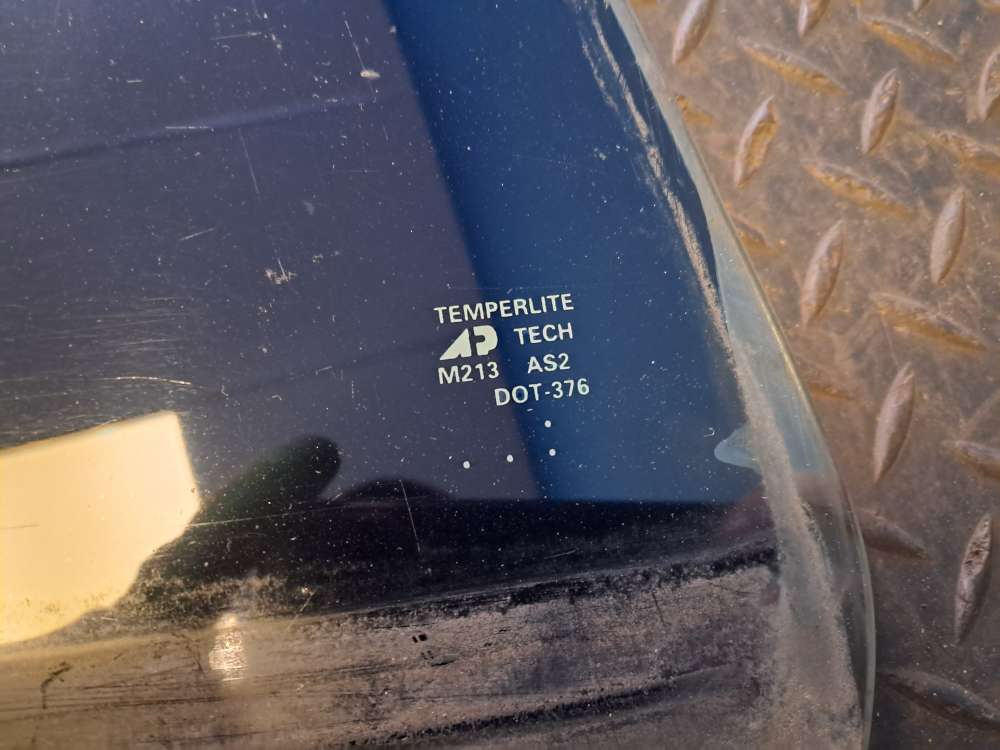 TEMPERLITE
AP TECH
M213 AS2
DOT-376